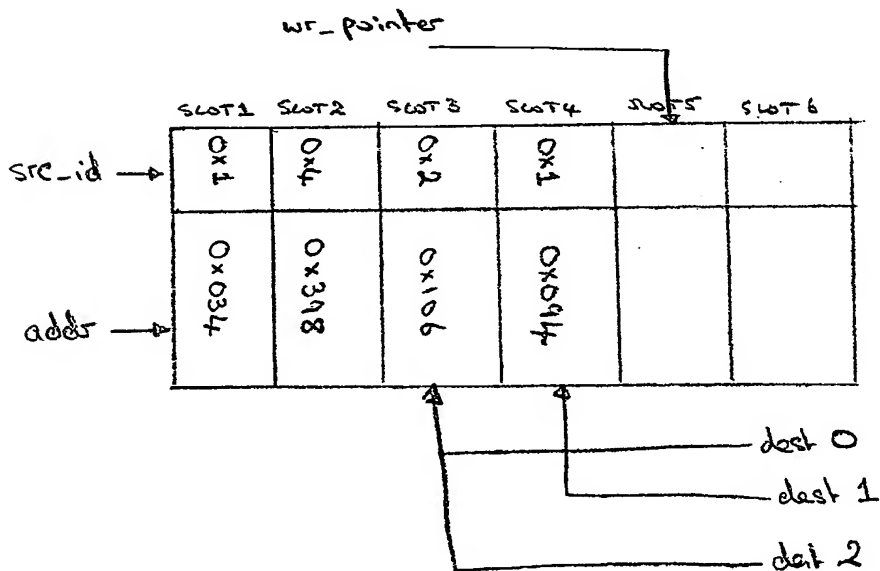 wr_pointer
SLOT1 SLOT2 SLOT3 SLOT4 SLOT5 SLOT6
src_id 0x1 0x4 0x2 0x1
addr 0x034 0x398 0x106 0x094
dest 0
dest 1
dest 2